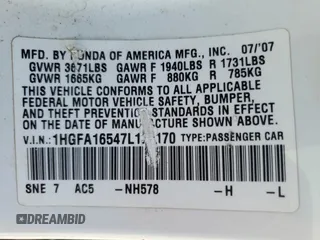 MFD. BY HONDA OF AMERICA MFG., INC. 07/'07
GVWR 3671LBS GAWR F 1940LBS R 1731LBS
GVWR 1665KG GAWR F 880KG R 785KG
THIS VEHICLE CONFORMS TO ALL APPLICABLE
FEDERAL MOTOR VEHICLE SAFETY, BUMPER,
AND THEFT PREVENTION STANDARDS IN
EFFECT ON THE DATE OF MANUFACTURE
SHOWN ABOVE.
V.I.N.: TYPE:PASSENGER CAR
SNE 7 AC5 -NH578 -H -L
DREAMBID